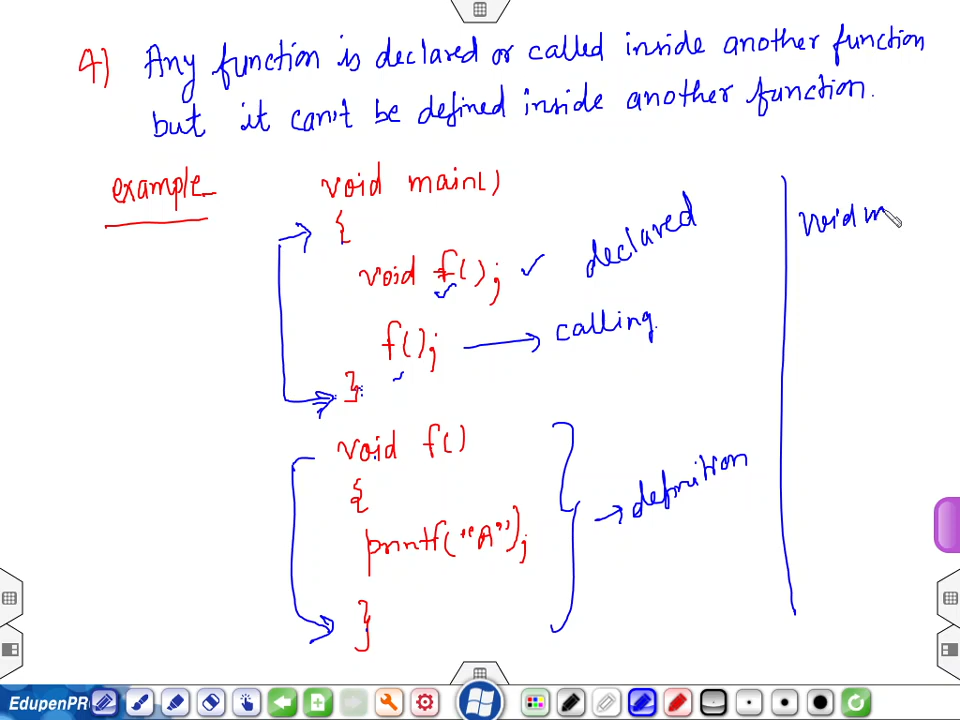 4) Any function is declared or called inside another function
but it can't be defined inside another function.
example
void main()
{
void f(); ✓ declared
f(); → calling
}
void f()
{
printf("A");
}
→ definition
void m
EdupenPR